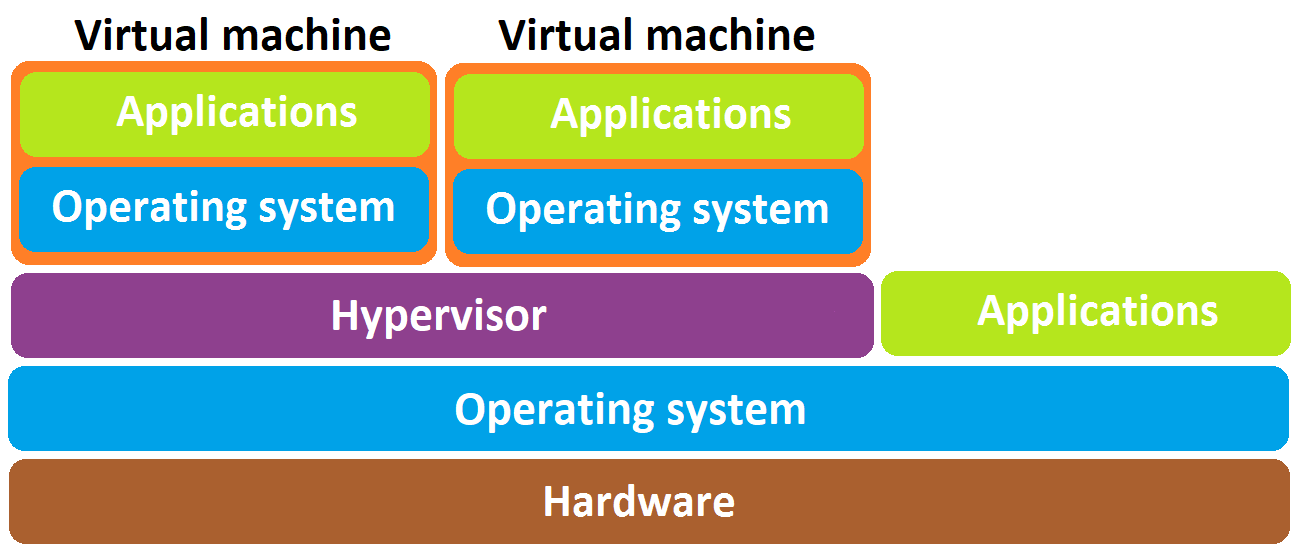 Virtual machine
Virtual machine
Applications
Applications
Operating system
Operating system
Hypervisor
Applications
Operating system
Hardware